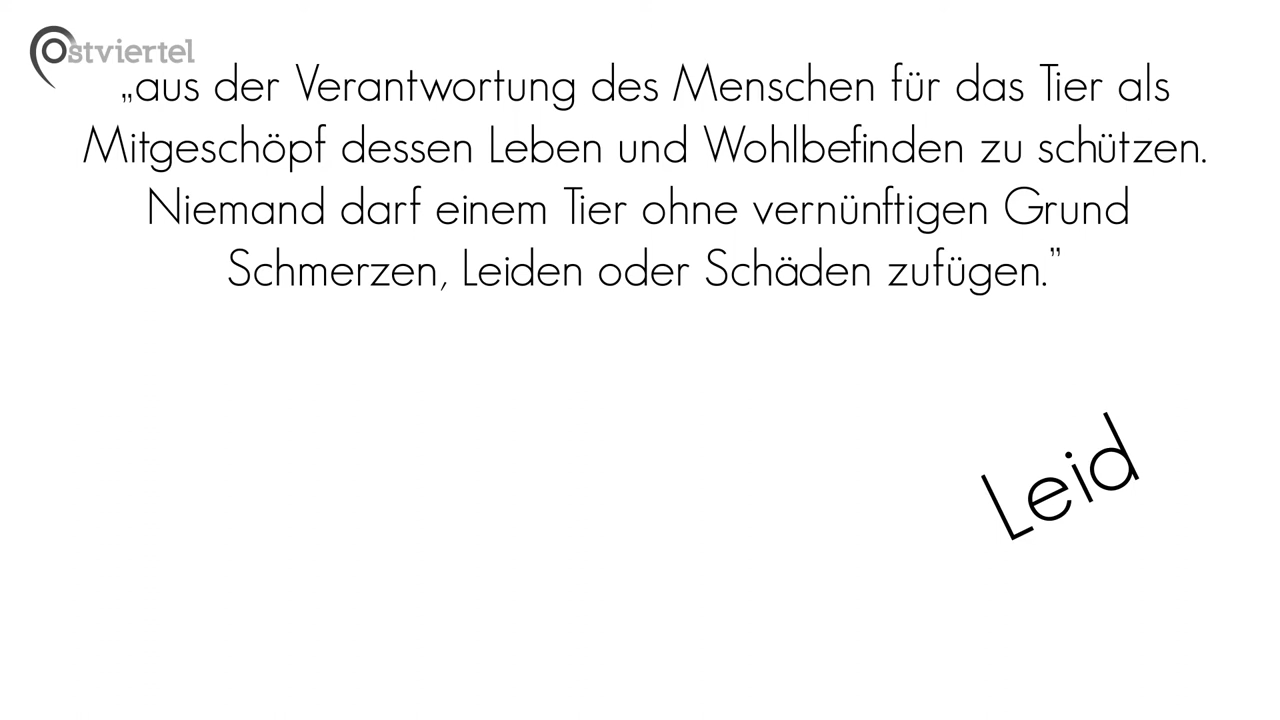 Ostviertel
„aus der Verantwortung des Menschen für das Tier als
Mitgeschöpf dessen Leben und Wohlbefinden zu schützen.
Niemand darf einem Tier ohne vernünftigen Grund
Schmerzen, Leiden oder Schäden zufügen.”
Leid